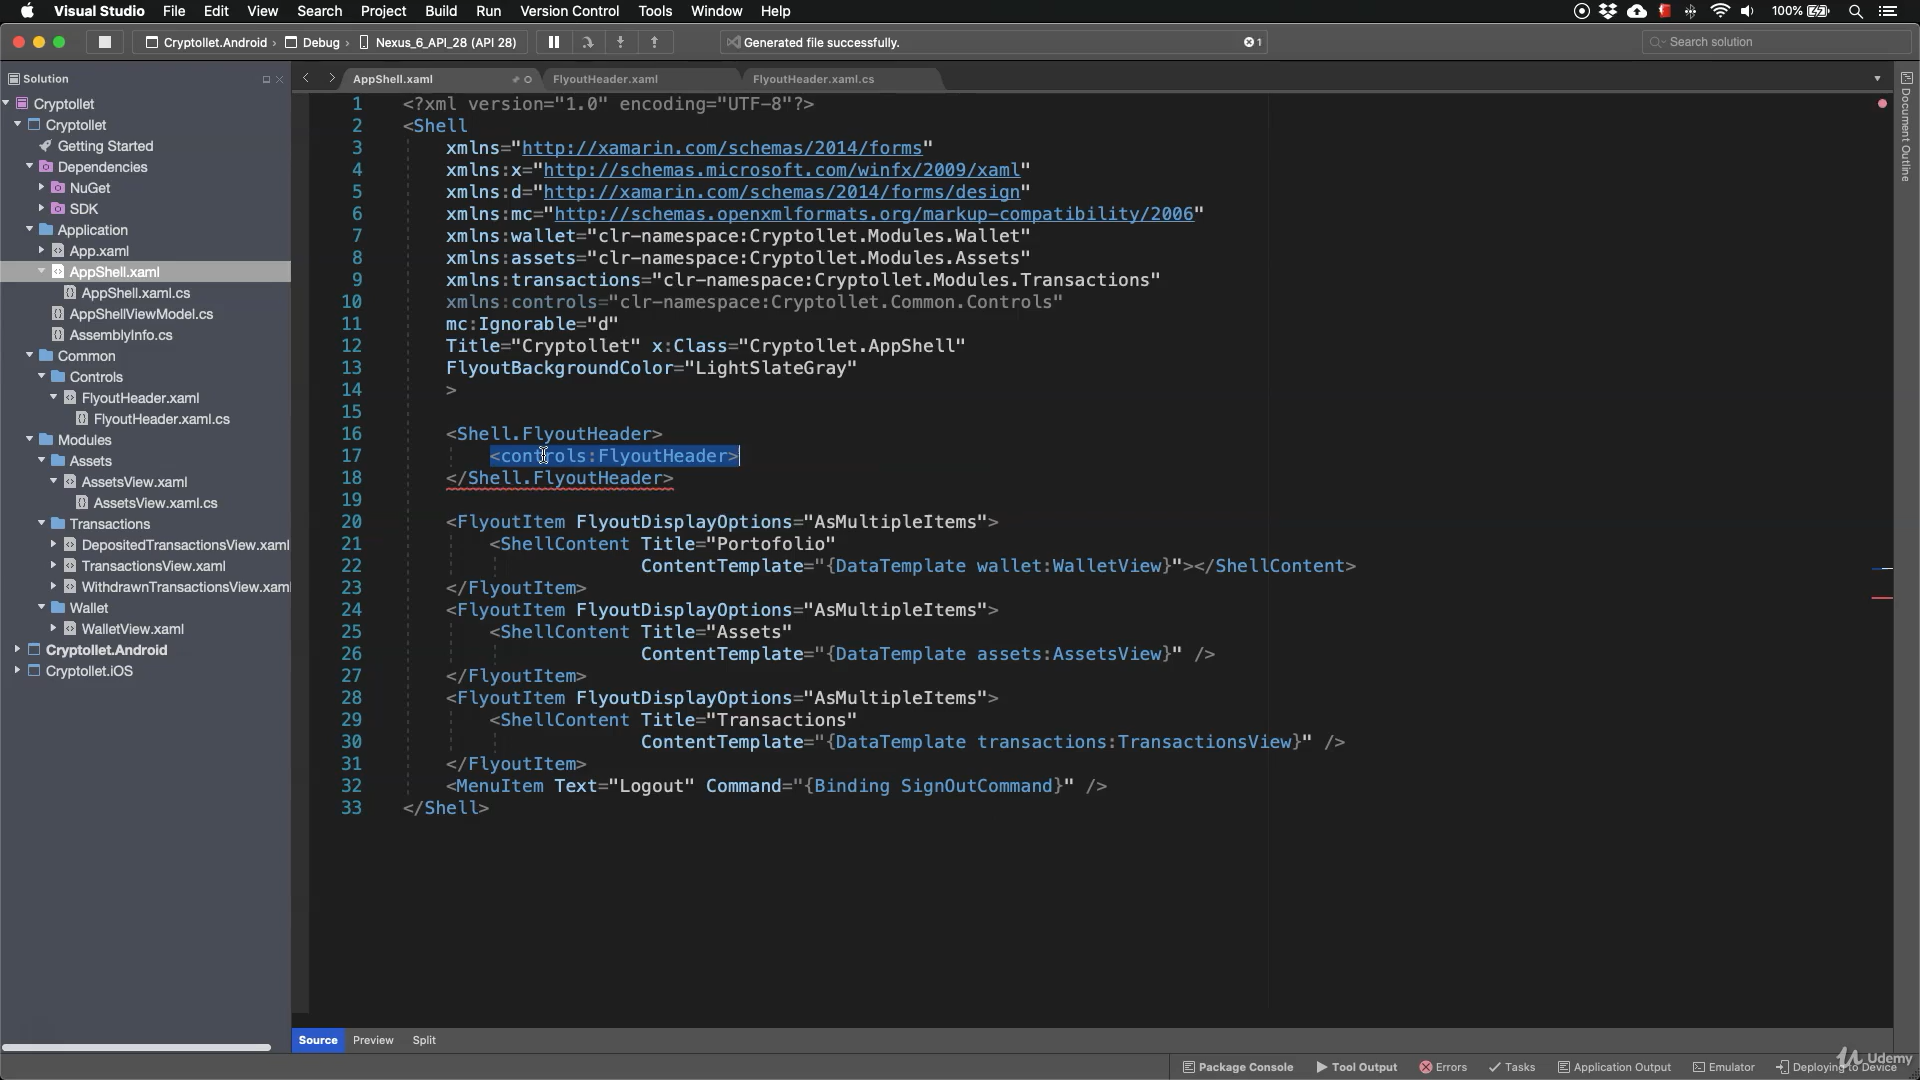 Visual Studio File Edit View Search Project Build Run Version Control Tools Window Help 100%
Cryptollet.Android Debug Nexus_6_API_28 (API 28) Generated file successfully. 1 Search solution
Solution
AppShell.xaml FlyoutHeader.xaml FlyoutHeader.xaml.cs
Cryptollet
Cryptollet
Getting Started
Dependencies
NuGet
SDK
Application
App.xaml
AppShell.xaml
AppShell.xaml.cs
AppShellViewModel.cs
AssemblyInfo.cs
Common
Controls
FlyoutHeader.xaml
FlyoutHeader.xaml.cs
Modules
Assets
AssetsView.xaml
AssetsView.xaml.cs
Transactions
DepositedTransactionsView.xaml
TransactionsView.xaml
WithdrawnTransactionsView.xaml
Wallet
WalletView.xaml
Cryptollet.Android
Cryptollet.iOS
1 <?xml version="1.0" encoding="UTF-8"?>
2 <Shell
3 xmlns="http://xamarin.com/schemas/2014/forms"
4 xmlns:x="http://schemas.microsoft.com/winfx/2009/xaml"
5 xmlns:d="http://xamarin.com/schemas/2014/forms/design"
6 xmlns:mc="http://schemas.openxmlformats.org/markup-compatibility/2006"
7 xmlns:wallet="clr-namespace:Cryptollet.Modules.Wallet"
8 xmlns:assets="clr-namespace:Cryptollet.Modules.Assets"
9 xmlns:transactions="clr-namespace:Cryptollet.Modules.Transactions"
10 xmlns:controls="clr-namespace:Cryptollet.Common.Controls"
11 mc:Ignorable="d"
12 Title="Cryptollet" x:Class="Cryptollet.AppShell"
13 FlyoutBackgroundColor="LightSlateGray"
14 >
15
16 <Shell.FlyoutHeader>
17 <controls:FlyoutHeader>
18 </Shell.FlyoutHeader>
19
20 <FlyoutItem FlyoutDisplayOptions="AsMultipleItems">
21 <ShellContent Title="Portofolio"
22 ContentTemplate="{DataTemplate wallet:WalletView}"></ShellContent>
23 </FlyoutItem>
24 <FlyoutItem FlyoutDisplayOptions="AsMultipleItems">
25 <ShellContent Title="Assets"
26 ContentTemplate="{DataTemplate assets:AssetsView}" />
27 </FlyoutItem>
28 <FlyoutItem FlyoutDisplayOptions="AsMultipleItems">
29 <ShellContent Title="Transactions"
30 ContentTemplate="{DataTemplate transactions:TransactionsView}" />
31 </FlyoutItem>
32 <MenuItem Text="Logout" Command="{Binding SignOutCommand}" />
33 </Shell>
Document Outline
Source Preview Split
Package Console Tool Output Errors Tasks Application Output Emulator Deploying to Device
Udemy